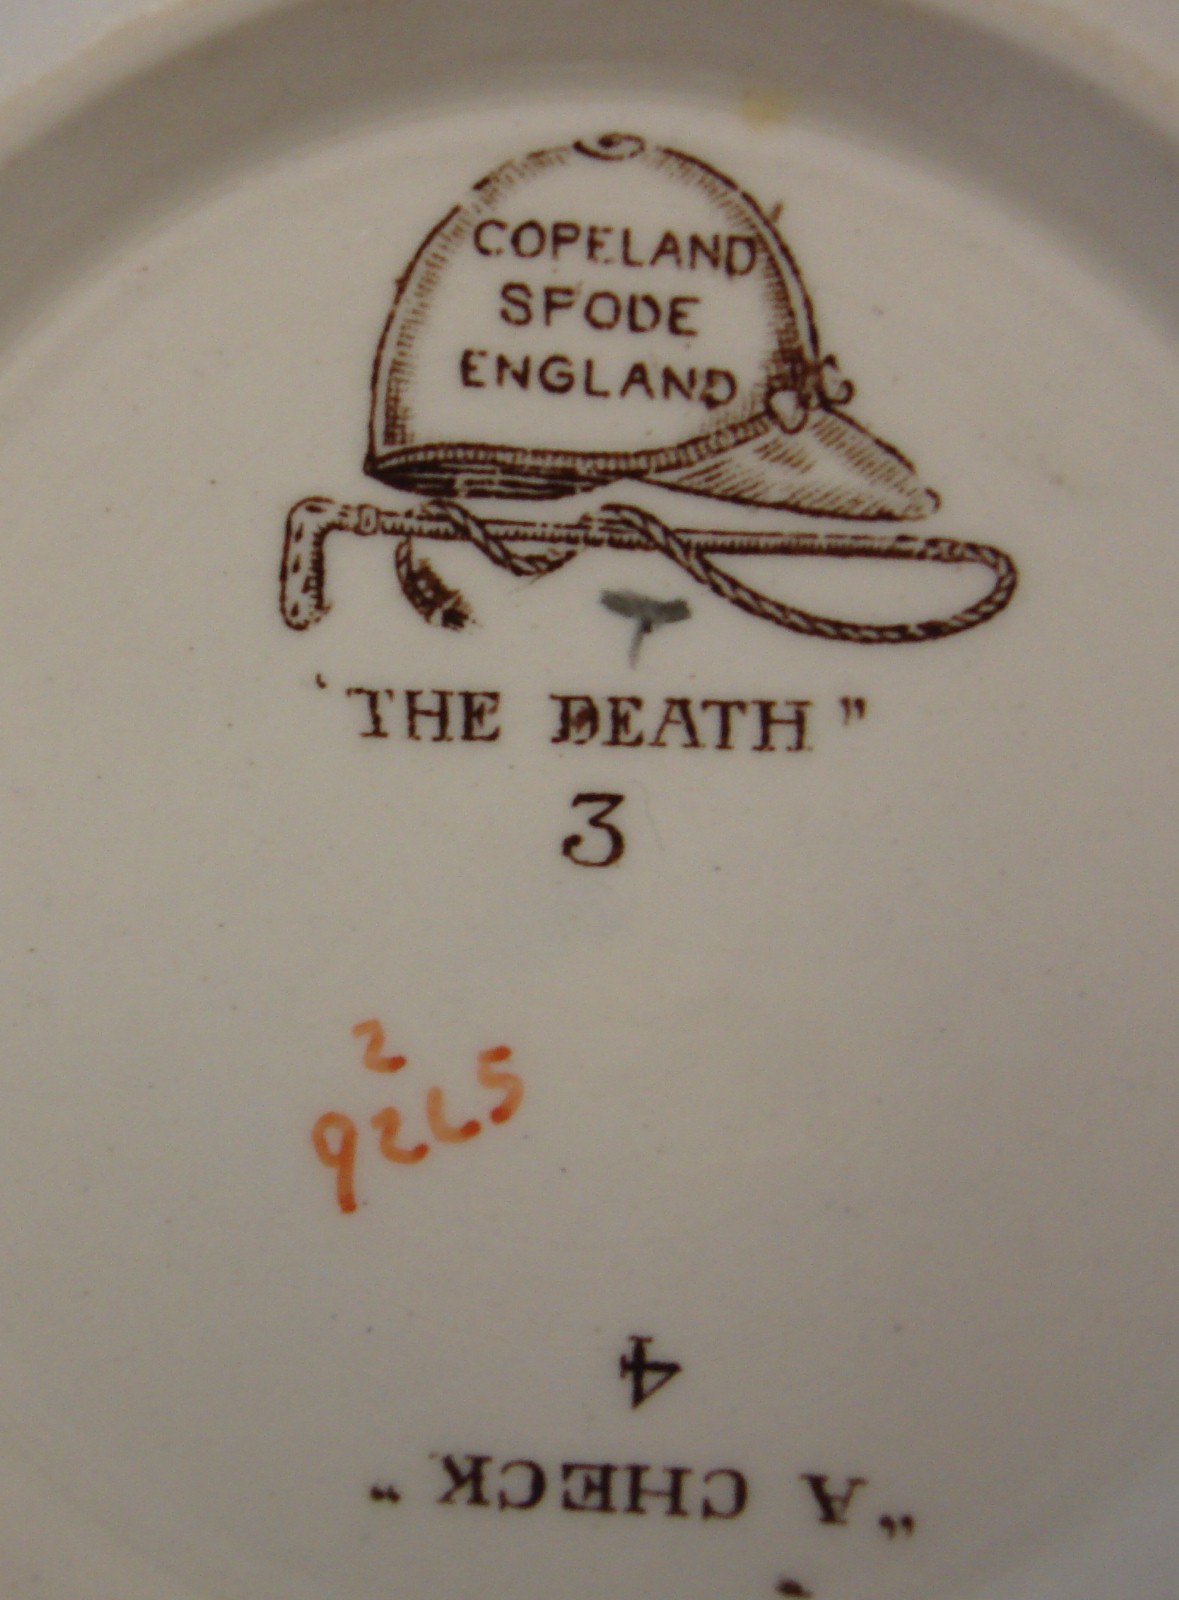 COPELAND
SPODE
ENGLAND
"THE DEATH"
3
2
9265
4
"A CHECK"